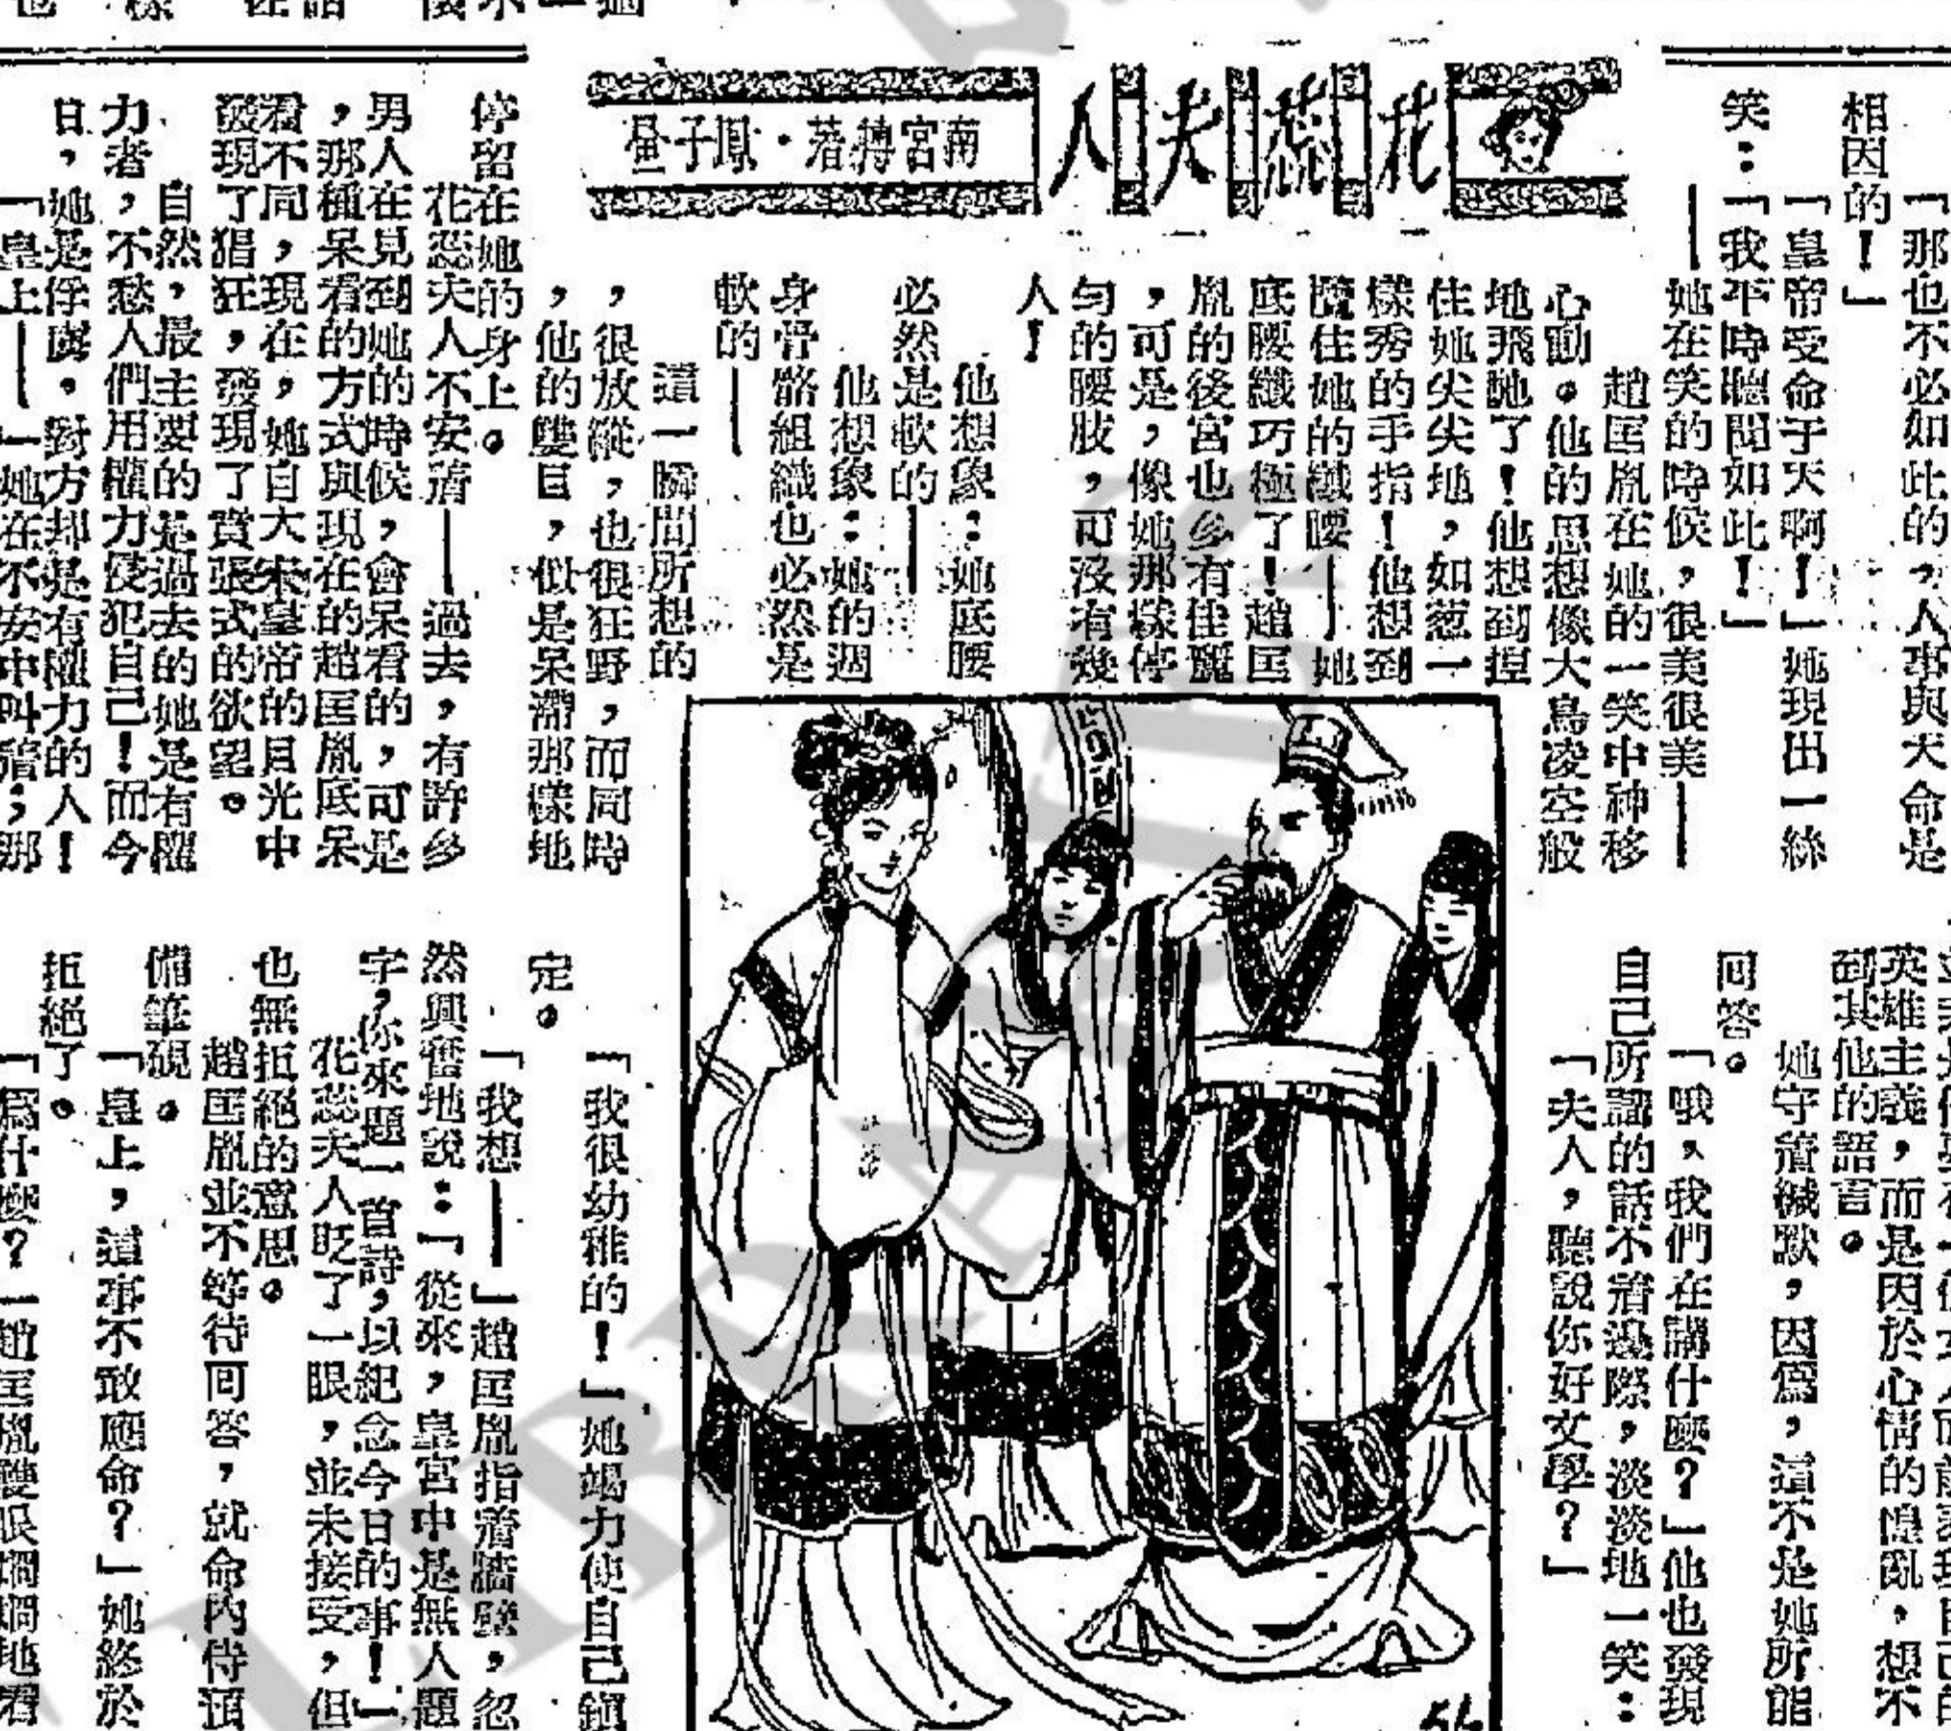 花蕊夫人
南宮搏著・鳳子畫
「那也不必如此的,人事與天命是
相因的!」
「皇帝受命于天啊!」她現出一絲
笑:「我平時聽聞如此!」
——她在笑的時候,很美很美——
趙匡胤在她的一笑中神移
心動。他的思想像大鳥凌空般
地飛馳了!他想到捏
住她尖尖地,如葱一
樣秀的手指!他想到
攬住她的纖腰——她
底腰纖巧極了!趙匡
胤的後宮也多有佳麗
,可是,像她那樣停
勻的腰肢,可沒有幾
人!
他想象:她底腰
必然是軟的——
他想象:她的週
身骨骼組織也必然是
軟的——
這一瞬間所想的
,很放縱,也很狂野,而同時
,他的雙目,似是呆滯那樣地
停留在她的身上。
花蕊夫人不安着——過去,有許多
男人在見到她的時候,會呆看的,可是
,那種呆看的方式與現在的趙匡胤底呆
看不同,現在,她自大宋皇帝的目光中
發現了猖狂,發現了賁張式的欲望。
自然,最主要的是過去的她是有權
力者,不愁人們用權力侵犯自己!而今
日,她是俘虜。對方却是有權力的人!
「皇上——」她在不安中叫着;那
英雄主義,而是因於心情的惶亂,想不
到其他的語言。
她守着緘默,因爲,這不是她所能
回答。
「哦,我們在講什麼?」他也發現
自己所說的話不着邊際,淡淡地一笑:
「夫人,聽說你好文學?」
「我很幼稚的!」她竭力使自己鎮
定。
「我想——」趙匡胤指着牆壁,忽
然興奮地說:「從來,皇宮中是無人題
字,你來題一首詩,以紀念今日的事!」
花蕊夫人眨了一眼,並未接受,但
也無拒絕的意思。
趙匡胤並不等待回答,就命內侍預
備筆硯。
「皇上,這事不敢應命?」她終於
拒絕了。
「爲什麼?」趙匡胤雙眼烱烱地看
56